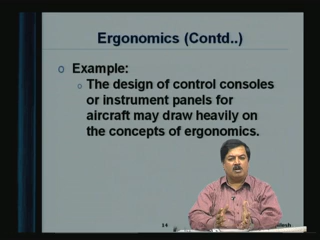 Ergonomics (Contd..)
o Example:
o The design of control consoles
or instrument panels for
aircraft may draw heavily on
the concepts of ergonomics.
14